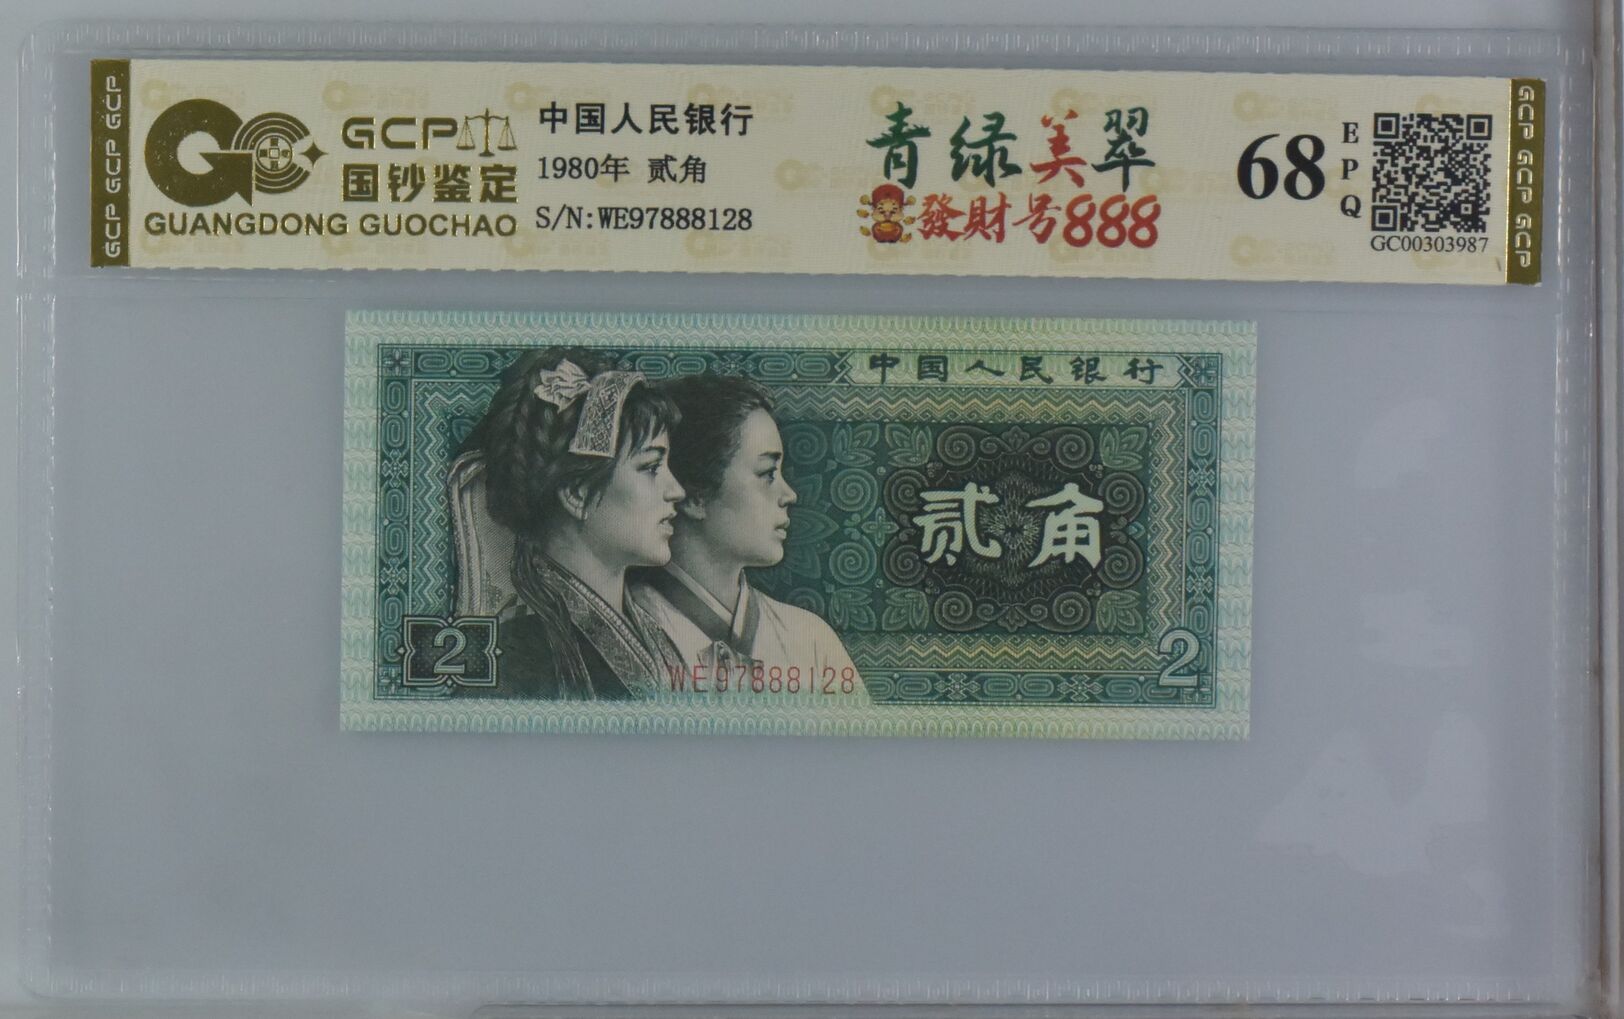 GCP GCP GCP
GCP
国钞鉴定
GUANGDONG GUOCHAO
中国人民银行
1980年 贰角
S/N:WE97888128
青绿美翠
發財号888
68
EPQ
GC00303987
GCP GCP GCP
中国人民银行
贰角
2
WE97888128
2